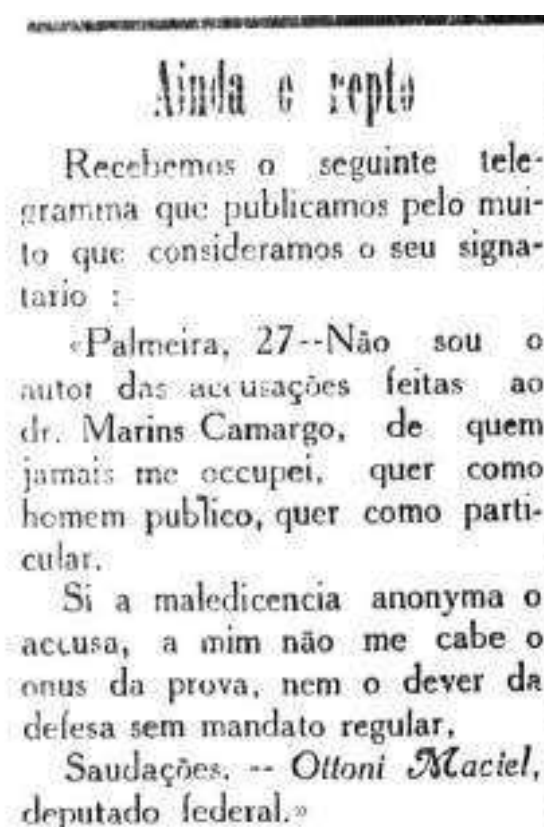 Ainda o repto
Recebemos o seguinte tele-
gramma que publicamos pelo mui-
to que consideramos o seu signa-
tario :
«Palmeira, 27--Não sou o
autor das accusações feitas ao
dr. Marins Camargo, de quem
jamais me occupei, quer como
homem publico, quer como parti-
cular.
Si a maledicencia anonyma o
accusa, a mim não me cabe o
onus da prova, nem o dever da
defesa sem mandato regular,
Saudações. -- Ottoni Maciel,
deputado federal.»